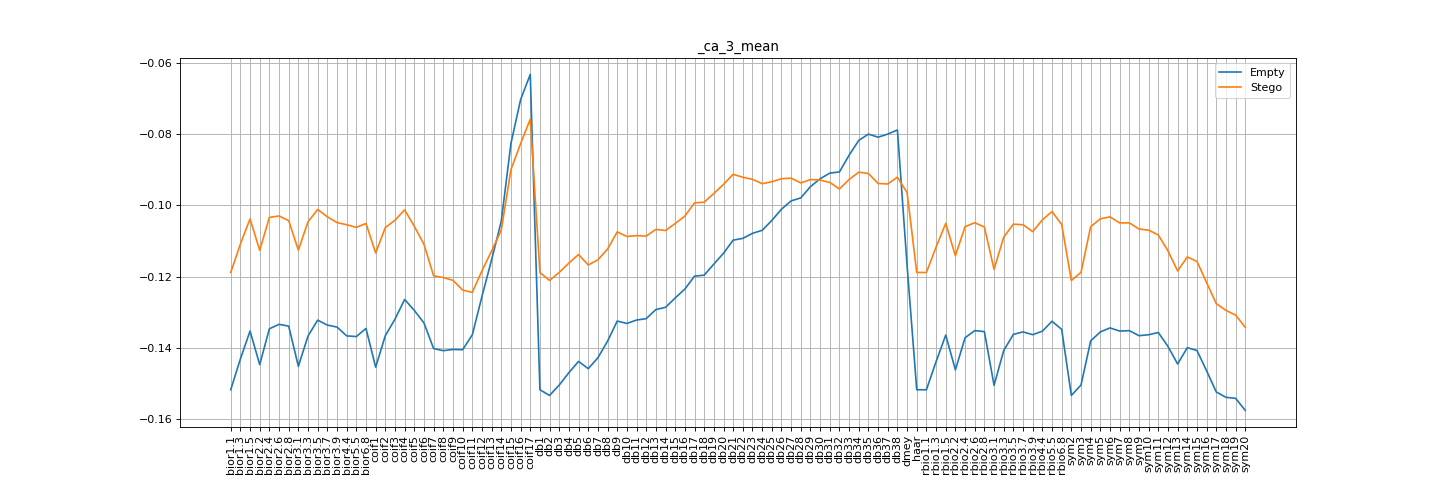 _ca_3_mean
Empty
Stego
−0.06
−0.08
−0.10
−0.12
−0.14
−0.16
bior1.1
bior1.3
bior1.5
bior2.2
bior2.4
bior2.6
bior2.8
bior3.1
bior3.3
bior3.5
bior3.7
bior3.9
bior4.4
bior5.5
bior6.8
coif1
coif2
coif3
coif4
coif5
coif6
coif7
coif8
coif9
coif10
coif11
coif12
coif13
coif14
coif15
coif16
coif17
db1
db2
db3
db4
db5
db6
db7
db8
db9
db10
db11
db12
db13
db14
db15
db16
db17
db18
db19
db20
db21
db22
db23
db24
db25
db26
db27
db28
db29
db30
db31
db32
db33
db34
db35
db36
db37
db38
dmey
haar
rbio1.1
rbio1.3
rbio1.5
rbio2.2
rbio2.4
rbio2.6
rbio2.8
rbio3.1
rbio3.3
rbio3.5
rbio3.7
rbio3.9
rbio4.4
rbio5.5
rbio6.8
sym2
sym3
sym4
sym5
sym6
sym7
sym8
sym9
sym10
sym11
sym12
sym13
sym14
sym15
sym16
sym17
sym18
sym19
sym20